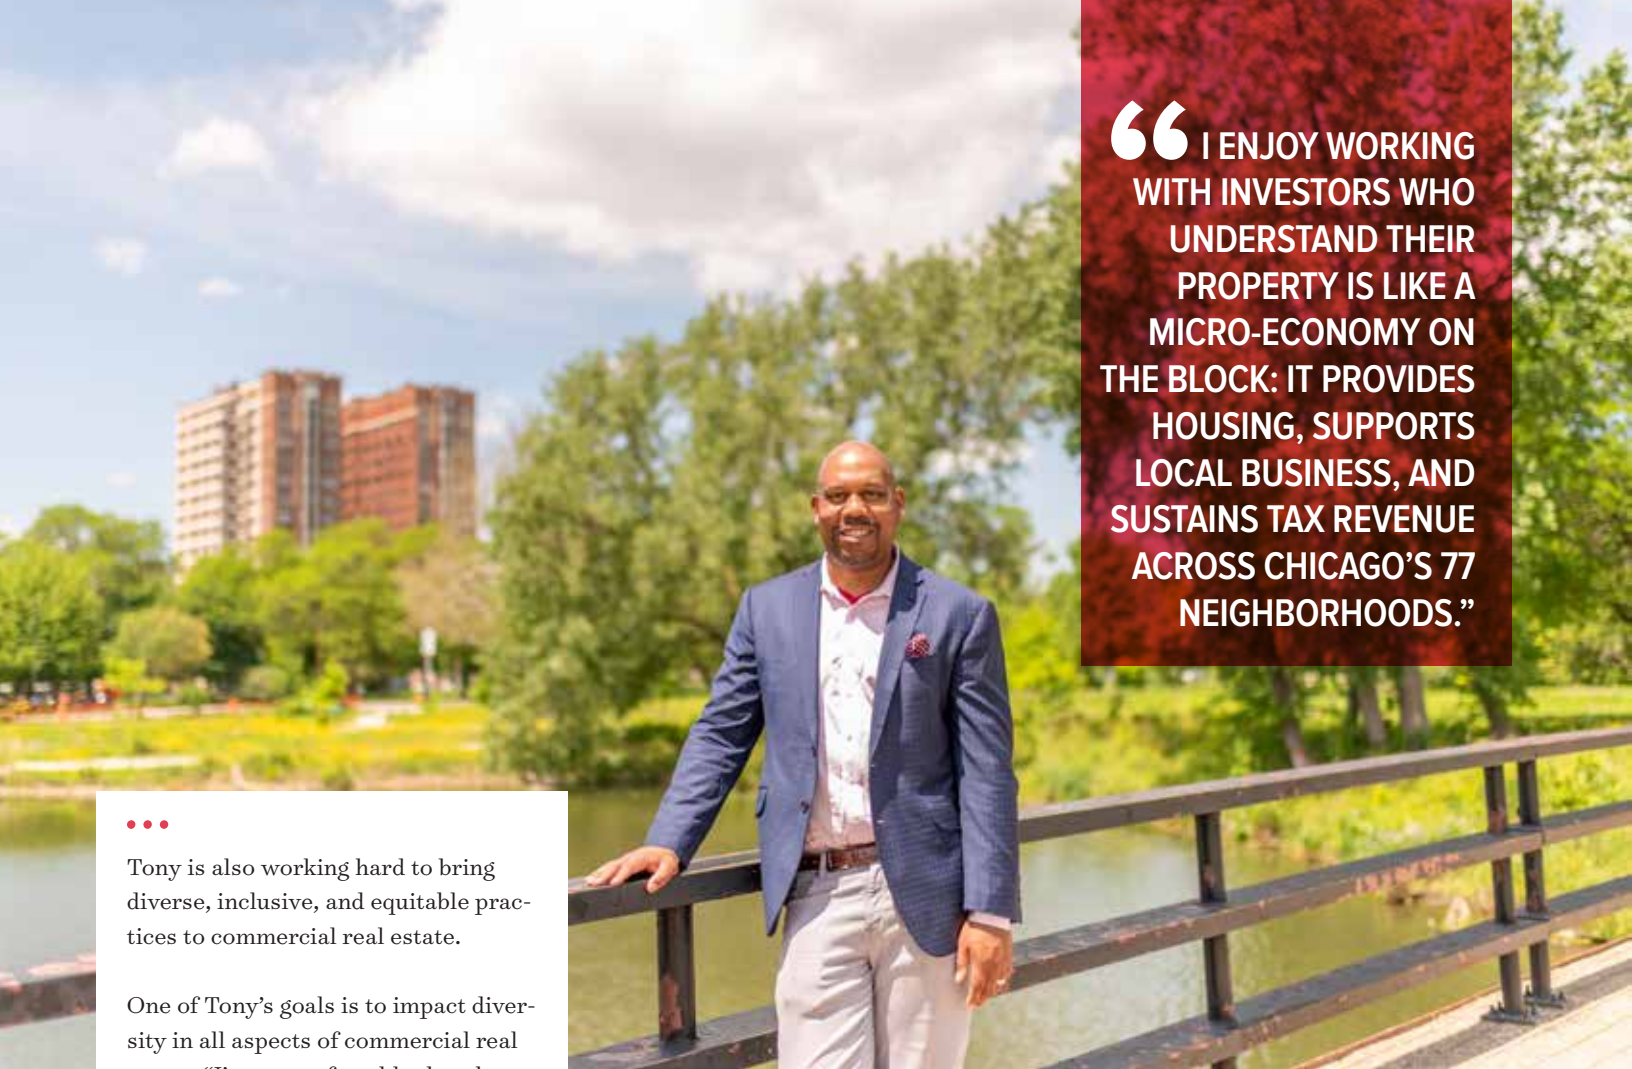 “ I ENJOY WORKING
WITH INVESTORS WHO
UNDERSTAND THEIR
PROPERTY IS LIKE A
MICRO-ECONOMY ON
THE BLOCK: IT PROVIDES
HOUSING, SUPPORTS
LOCAL BUSINESS, AND
SUSTAINS TAX REVENUE
ACROSS CHICAGO’S 77
NEIGHBORHOODS.”
Tony is also working hard to bring
diverse, inclusive, and equitable prac-
tices to commercial real estate.
One of Tony’s goals is to impact diver-
sity in all aspects of commercial real